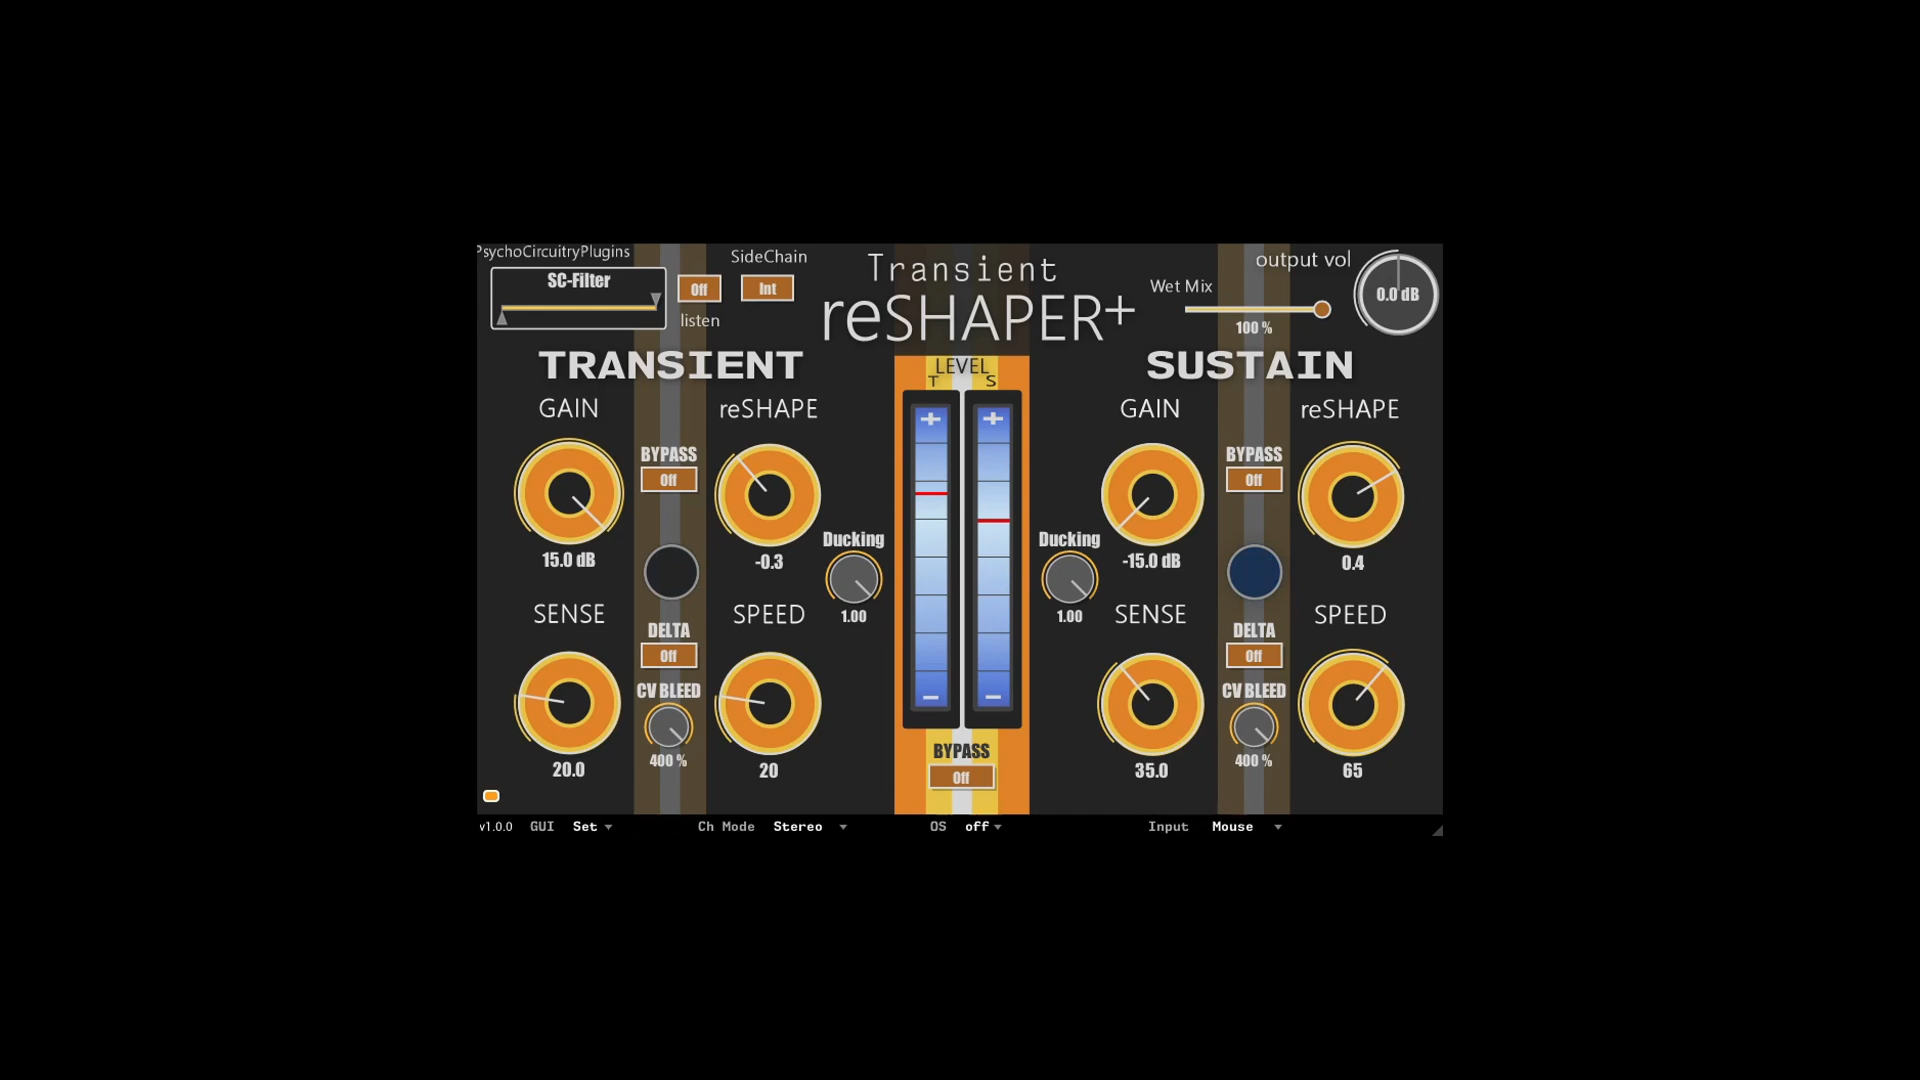 PsychoCircuitryPlugins
SC-Filter
Off
listen
SideChain
Int
Transient
reSHAPER+
Wet Mix
100 %
output vol
0.0 dB
TRANSIENT
GAIN
reSHAPE
15.0 dB
BYPASS
Off
-0.3
Ducking
1.00
SENSE
SPEED
DELTA
Off
CV BLEED
400 %
20.0
20
LEVEL
T S
+ +
− −
BYPASS
Off
SUSTAIN
GAIN
reSHAPE
-15.0 dB
BYPASS
Off
0.4
Ducking
1.00
SENSE
SPEED
DELTA
Off
CV BLEED
400 %
35.0
65
v1.0.0 GUI Set Ch Mode Stereo OS off Input Mouse